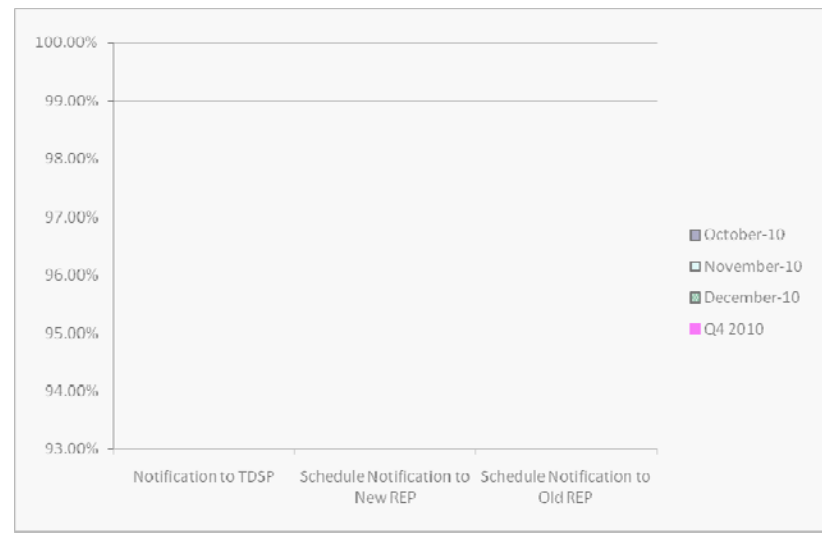 100.00%
99.00%
98.00%
97.00%
96.00%
95.00%
94.00%
93.00%
Notification to TDSP
Schedule Notification to
New REP
Schedule Notification to
Old REP
October-10
November-10
December-10
Q4 2010